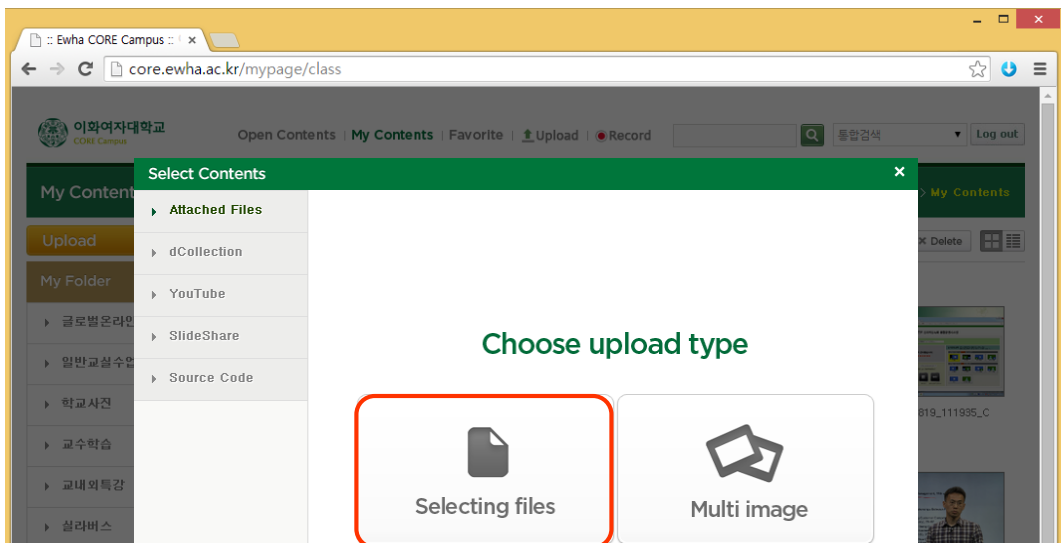 :: Ewha CORE Campus ::
core.ewha.ac.kr/mypage/class
이화여자대학교
CORE Campus
Open Contents | My Contents | Favorite | Upload | Record
통합검색
Log out
Select Contents
My Content
> My Contents
Attached Files
Upload
dCollection
× Delete
My Folder
YouTube
글로벌온라인
SlideShare
Choose upload type
일반교실수업
Source Code
학교사진
819_111935_C
교수학습
교내외특강
Selecting files
Multi image
실라버스